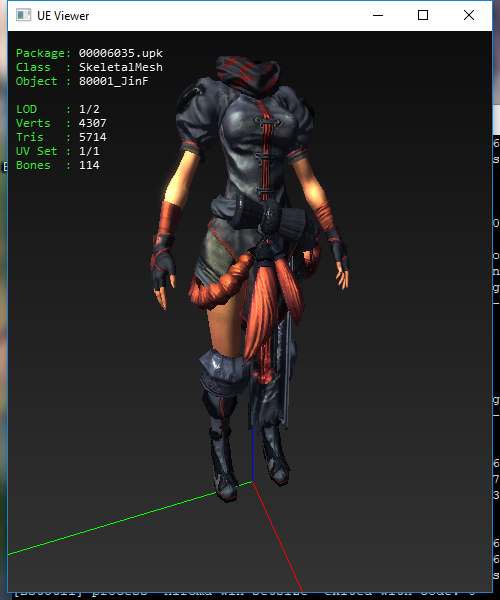 UE Viewer
Package: 00006035.upk
Class : SkeletalMesh
Object : 80001_JinF
LOD : 1/2
Verts : 4307
Tris : 5714
UV Set : 1/1
Bones : 114